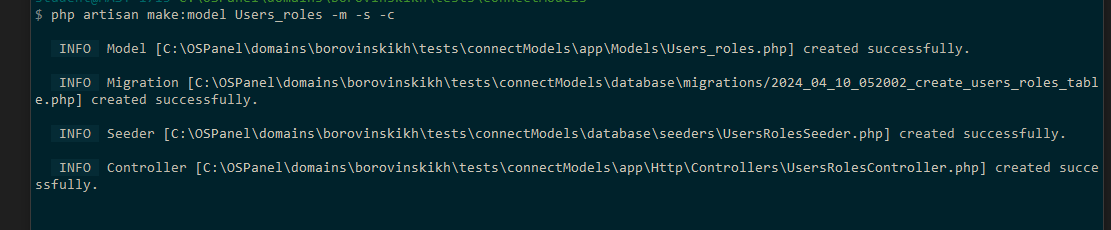 $ php artisan make:model Users_roles -m -s -c
INFO Model [C:\OSPanel\domains\borovinskikh\tests\connectModels\app\Models\Users_roles.php] created successfully.
INFO Migration [C:\OSPanel\domains\borovinskikh\tests\connectModels\database\migrations/2024_04_10_052002_create_users_roles_tabl
e.php] created successfully.
INFO Seeder [C:\OSPanel\domains\borovinskikh\tests\connectModels\database\seeders\UsersRolesSeeder.php] created successfully.
INFO Controller [C:\OSPanel\domains\borovinskikh\tests\connectModels\app\Http\Controllers\UsersRolesController.php] created succe
ssfully.